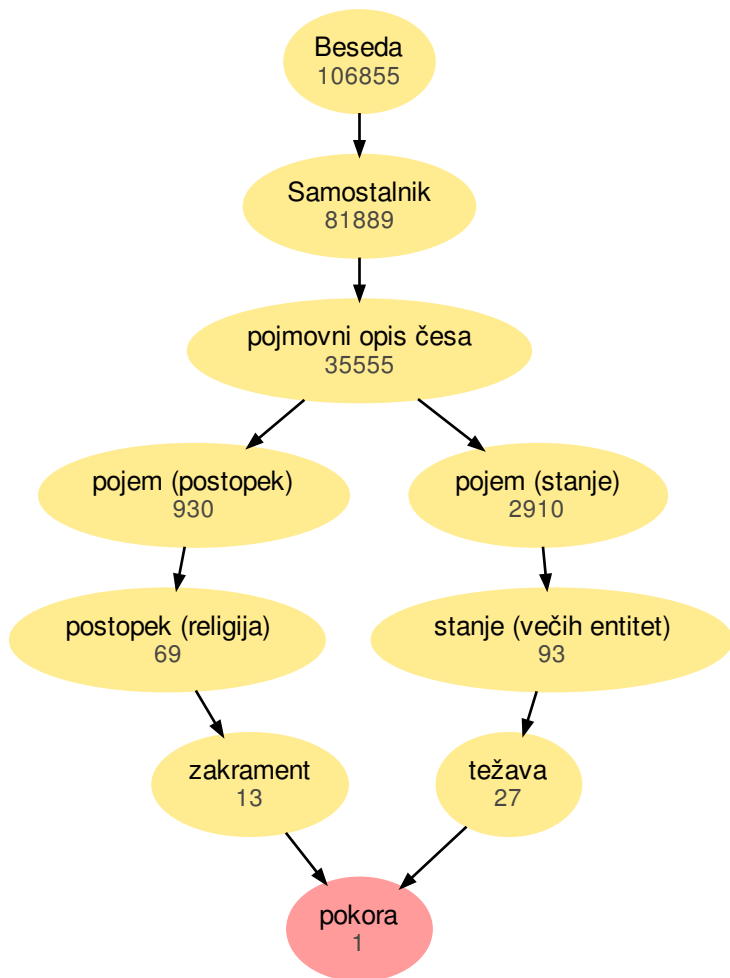 Beseda
106855
Samostalnik
81889
pojmovni opis česa
35555
pojem (postopek)
930
pojem (stanje)
2910
postopek (religija)
69
stanje (večih entitet)
93
zakrament
13
težava
27
pokora
1